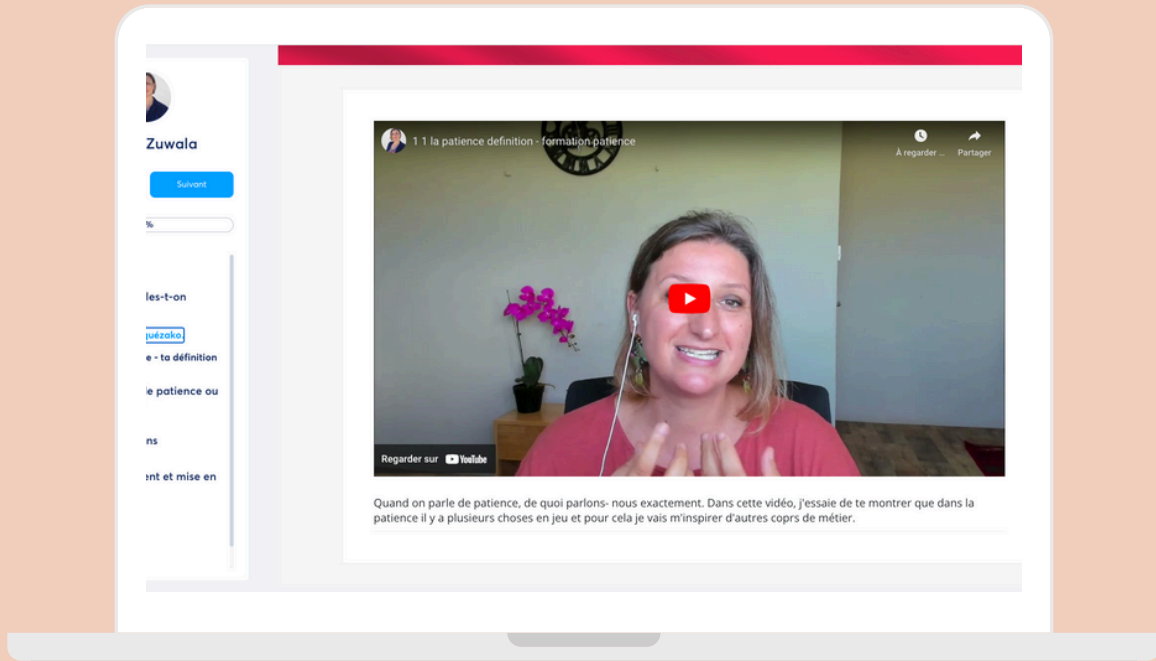 Zuwala
Suivant
%
les-t-on
quézako.
e - ta définition
e patience ou
ns
ent et mise en
1 1 la patience definition - formation patience
À regarder ...
Partager
Regarder sur YouTube
Quand on parle de patience, de quoi parlons- nous exactement. Dans cette vidéo, j'essaie de te montrer que dans la
patience il y a plusieurs choses en jeu et pour cela je vais m'inspirer d'autres coprs de métier.